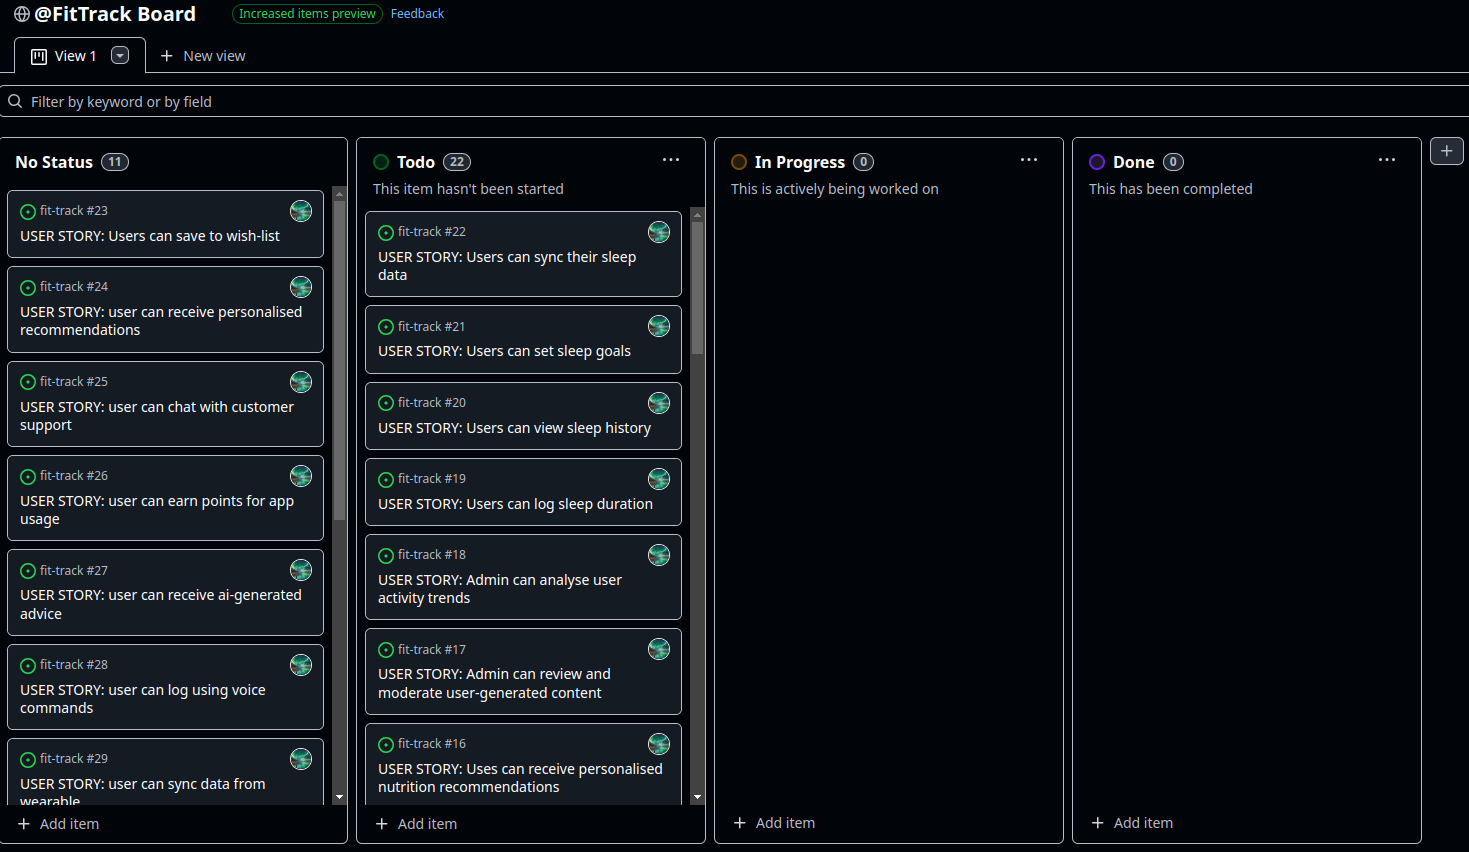 @FitTrack Board
Increased items preview
Feedback
View 1
New view
Filter by keyword or by field
No Status 11
fit-track #23
USER STORY: Users can save to wish-list
fit-track #24
USER STORY: user can receive personalised
recommendations
fit-track #25
USER STORY: user can chat with customer
support
fit-track #26
USER STORY: user can earn points for app
usage
fit-track #27
USER STORY: user can receive ai-generated
advice
fit-track #28
USER STORY: user can log using voice
commands
fit-track #29
USER STORY: user can sync data from
wearable
Add item
Todo 22
This item hasn't been started
fit-track #22
USER STORY: Users can sync their sleep
data
fit-track #21
USER STORY: Users can set sleep goals
fit-track #20
USER STORY: Users can view sleep history
fit-track #19
USER STORY: Users can log sleep duration
fit-track #18
USER STORY: Admin can analyse user
activity trends
fit-track #17
USER STORY: Admin can review and
moderate user-generated content
fit-track #16
USER STORY: Uses can receive personalised
nutrition recommendations
Add item
In Progress 0
This is actively being worked on
Add item
Done 0
This has been completed
Add item